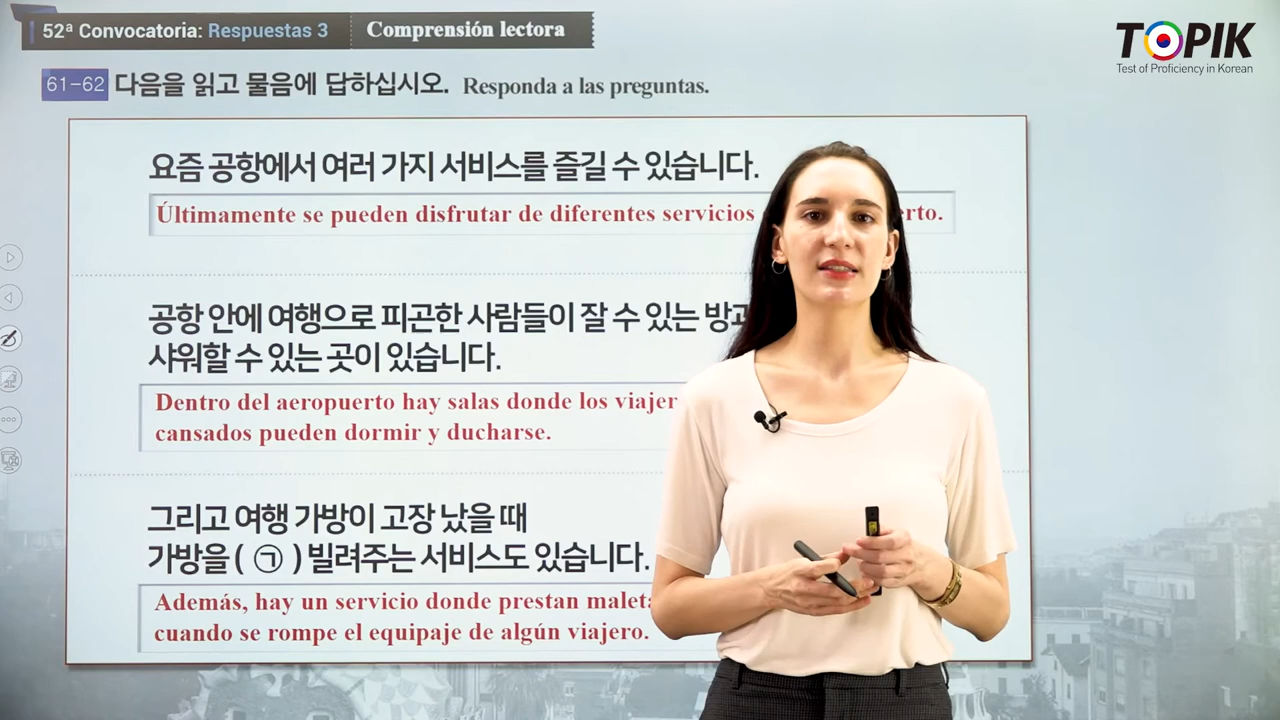 52ª Convocatoria: Respuestas 3 Comprensión lectora
TOPIK
Test of Proficiency in Korean
61-62 다음을 읽고 물음에 답하십시오. Responda a las preguntas.
요즘 공항에서 여러 가지 서비스를 즐길 수 있습니다.
Últimamente se pueden disfrutar de diferentes servicios erto.
공항 안에 여행으로 피곤한 사람들이 잘 수 있는 방과
샤워할 수 있는 곳이 있습니다.
Dentro del aeropuerto hay salas donde los viajer
cansados pueden dormir y ducharse.
그리고 여행 가방이 고장 났을 때
가방을 ( ㉠ ) 빌려주는 서비스도 있습니다.
Además, hay un servicio donde prestan maleta
cuando se rompe el equipaje de algún viajero.